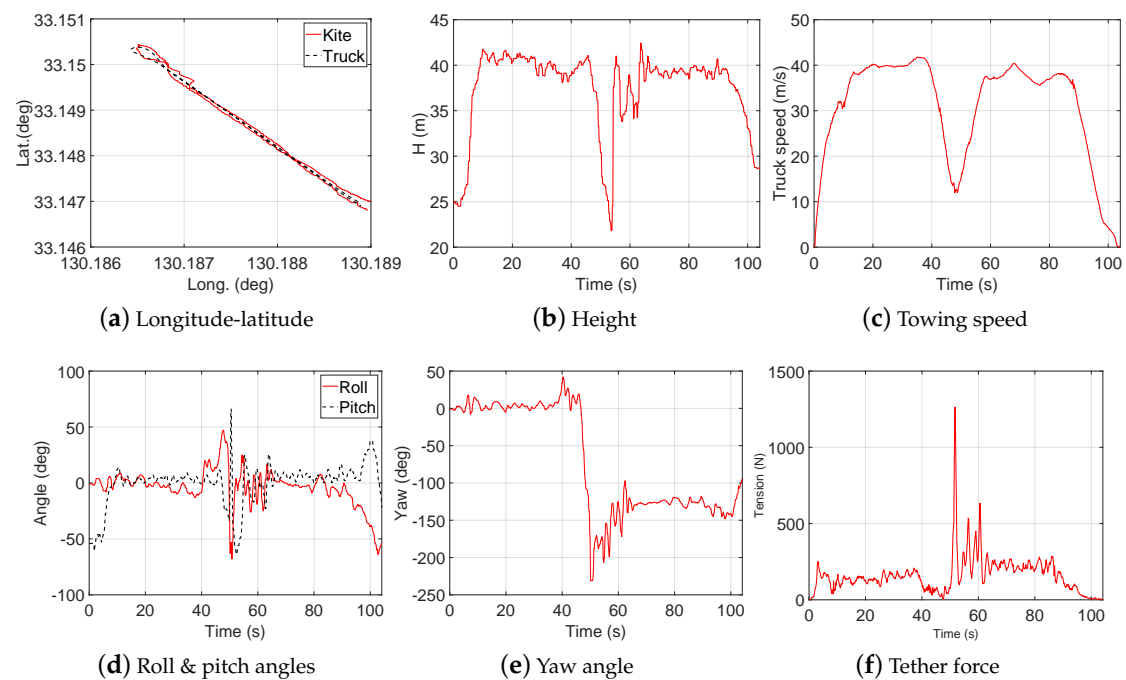 33.151
33.15
33.149
33.148
33.147
33.146
Lat.(deg)
Kite
Truck
130.186 130.187 130.188 130.189
Long. (deg)
(a) Longitude-latitude
45
40
35
30
25
20
H (m)
0 20 40 60 80 100
Time (s)
(b) Height
50
40
30
20
10
0
Truck speed (m/s)
0 20 40 60 80 100
Time (s)
(c) Towing speed
100
50
0
-50
-100
Angle (deg)
Roll
Pitch
0 20 40 60 80 100
Time (s)
(d) Roll & pitch angles
50
0
-50
-100
-150
-200
-250
Yaw (deg)
0 20 40 60 80 100
Time (s)
(e) Yaw angle
1500
1000
500
0
Tension (N)
0 20 40 60 80 100
Time (s)
(f) Tether force